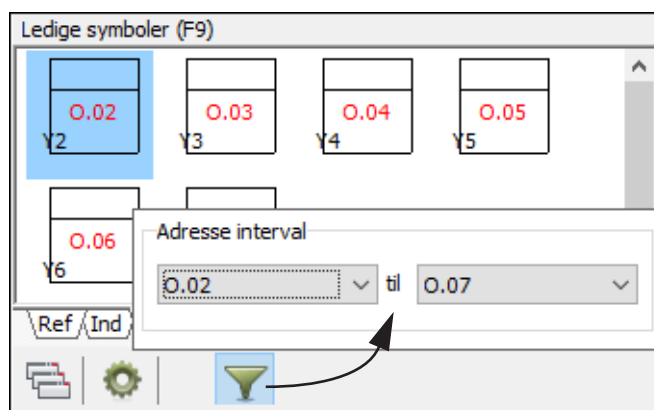 Ledige symboler (F9)
O.02 O.03 O.04 O.05
Y2 Y3 Y4 Y5
O.06
Y6
Adresse interval
O.02 til O.07
Ref Ind